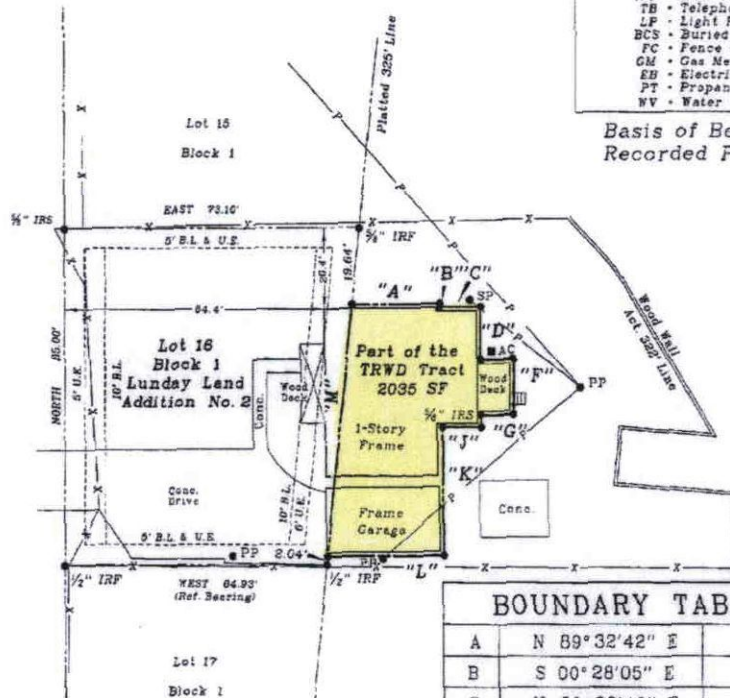 TB - Telepho
LP - Light P
BCS - Buried
FC - Fence
GM - Gas Me
EB - Electri
PT - Propan
WV - Water
Basis of Be
Recorded P
Platted 325' Line
Lot 15
Block 1
EAST 73.10'
5/8" IRS
5/8" IRF
5' B.L & U.E.
26.4'
19.64'
"A"
"B"
"C"
SP
Wood Wall
Act. 322' Line
64.4'
Lot 16
Block 1
Lunday Land
Addition No. 2
Part of the
TRWD Tract
2035 SF
"D"
AC
Wood
Deck
"F"
PP
NORTH 85.00'
5' U.E.
10' B.L
Conc.
Wood
Deck
"M"
5/8" IRS
"G"
"J"
1-Story
Frame
"K"
Conc.
Drive
10' B.L
6' U.E.
Frame
Garage
Conc.
5' B.L & U.E.
PP
2.04'
PP
"L"
1/2" IRF
WEST 64.93'
(Ref. Bearing)
1/2" IRF
BOUNDARY TAB
A N 89°32'42" E
B S 00°28'05" E
Lot 17
Block 1